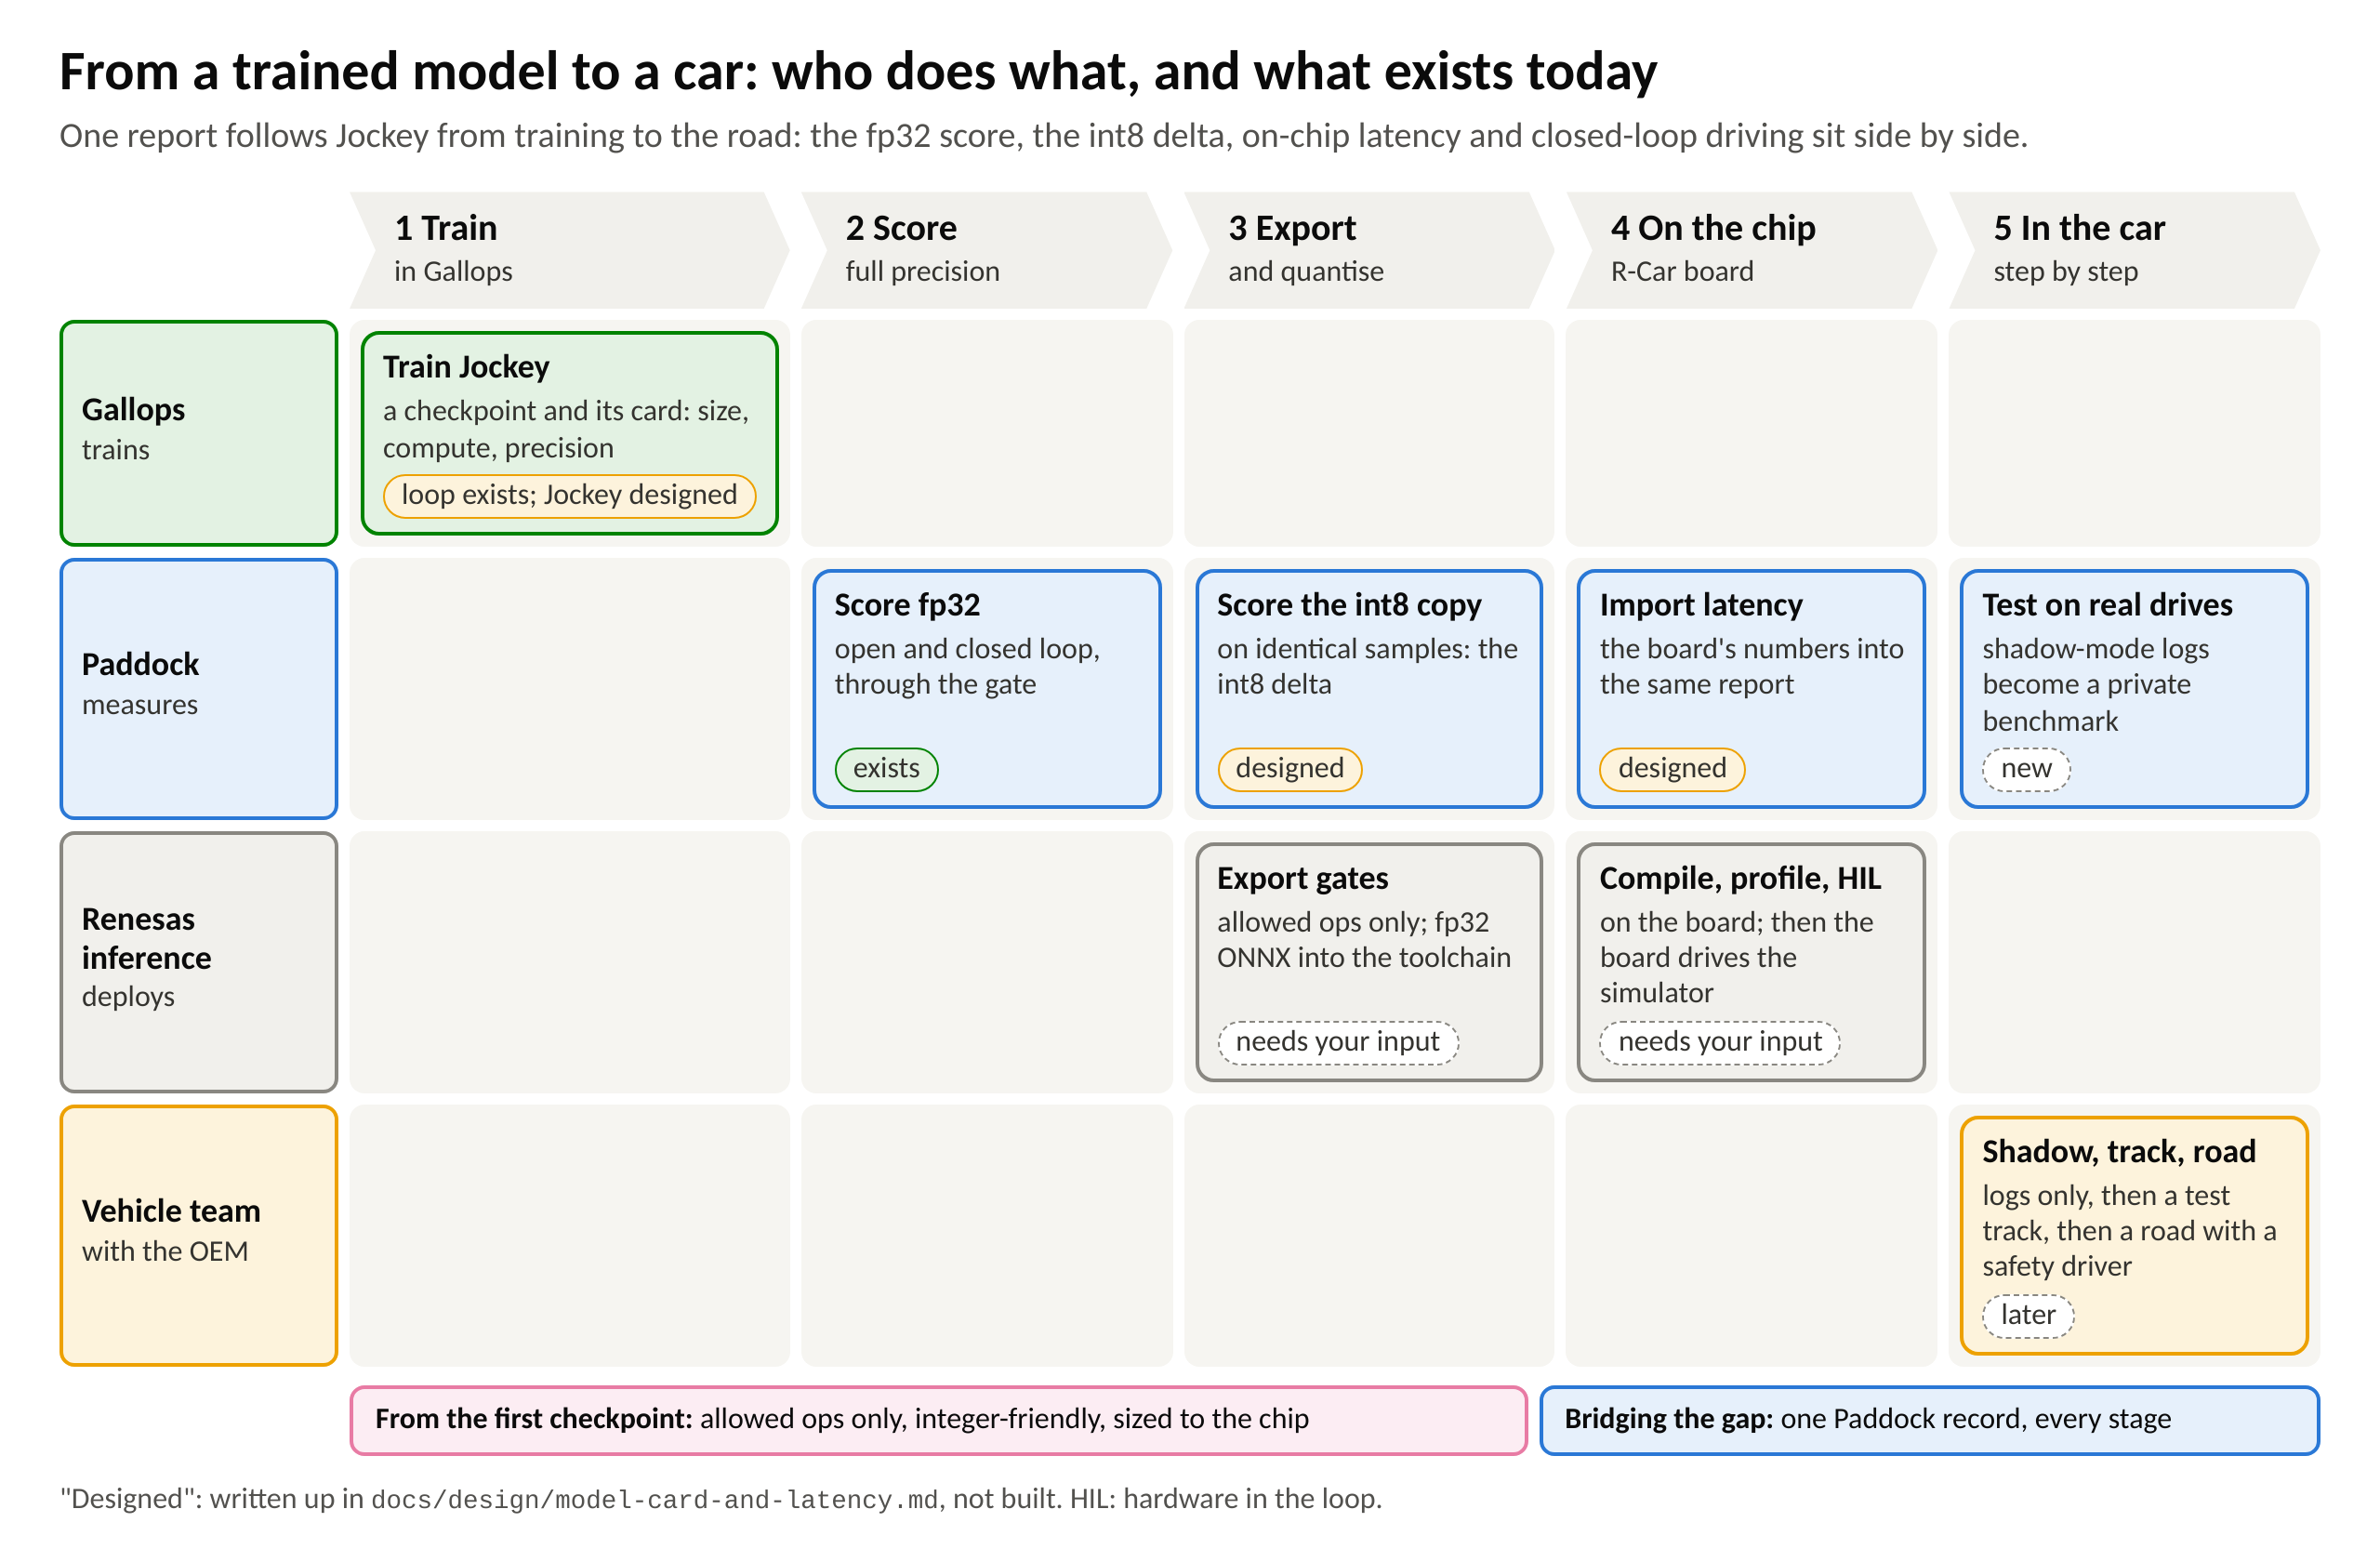 From a trained model to a car: who does what, and what exists today
One report follows Jockey from training to the road: the fp32 score, the int8 delta, on-chip latency and closed-loop driving sit side by side.
1 Train
in Gallops
2 Score
full precision
3 Export
and quantise
4 On the chip
R-Car board
5 In the car
step by step
Gallops
trains
Train Jockey
a checkpoint and its card: size,
compute, precision
loop exists; Jockey designed
Paddock
measures
Score fp32
open and closed loop,
through the gate
exists
Score the int8 copy
on identical samples: the
int8 delta
designed
Import latency
the board's numbers into
the same report
designed
Test on real drives
shadow-mode logs
become a private
benchmark
new
Renesas
inference
deploys
Export gates
allowed ops only; fp32
ONNX into the toolchain
needs your input
Compile, profile, HIL
on the board; then the
board drives the
simulator
needs your input
Vehicle team
with the OEM
Shadow, track, road
logs only, then a test
track, then a road with a
safety driver
later
From the first checkpoint: allowed ops only, integer-friendly, sized to the chip
Bridging the gap: one Paddock record, every stage
"Designed": written up in docs/design/model-card-and-latency.md, not built. HIL: hardware in the loop.